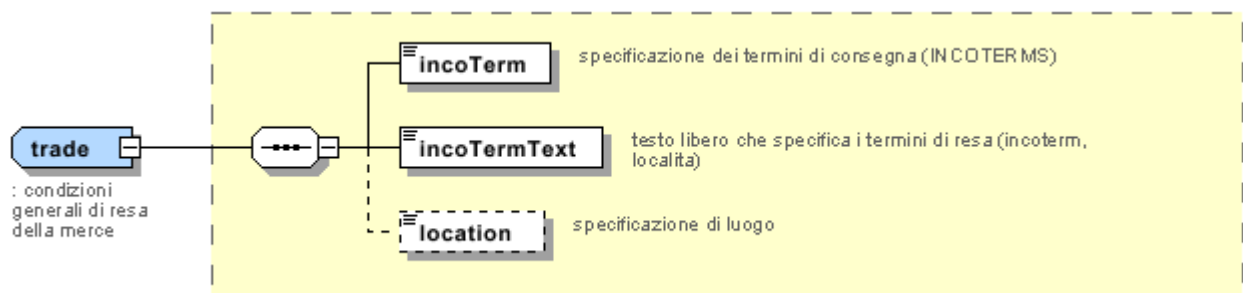 incoTerm
specificazione dei termini di consegna (INCOTERMS)
trade
: condizioni
generali di resa
della merce
incoTermText
testo libero che specifica i termini di resa (incoterm,
localita)
location
specificazione di luogo